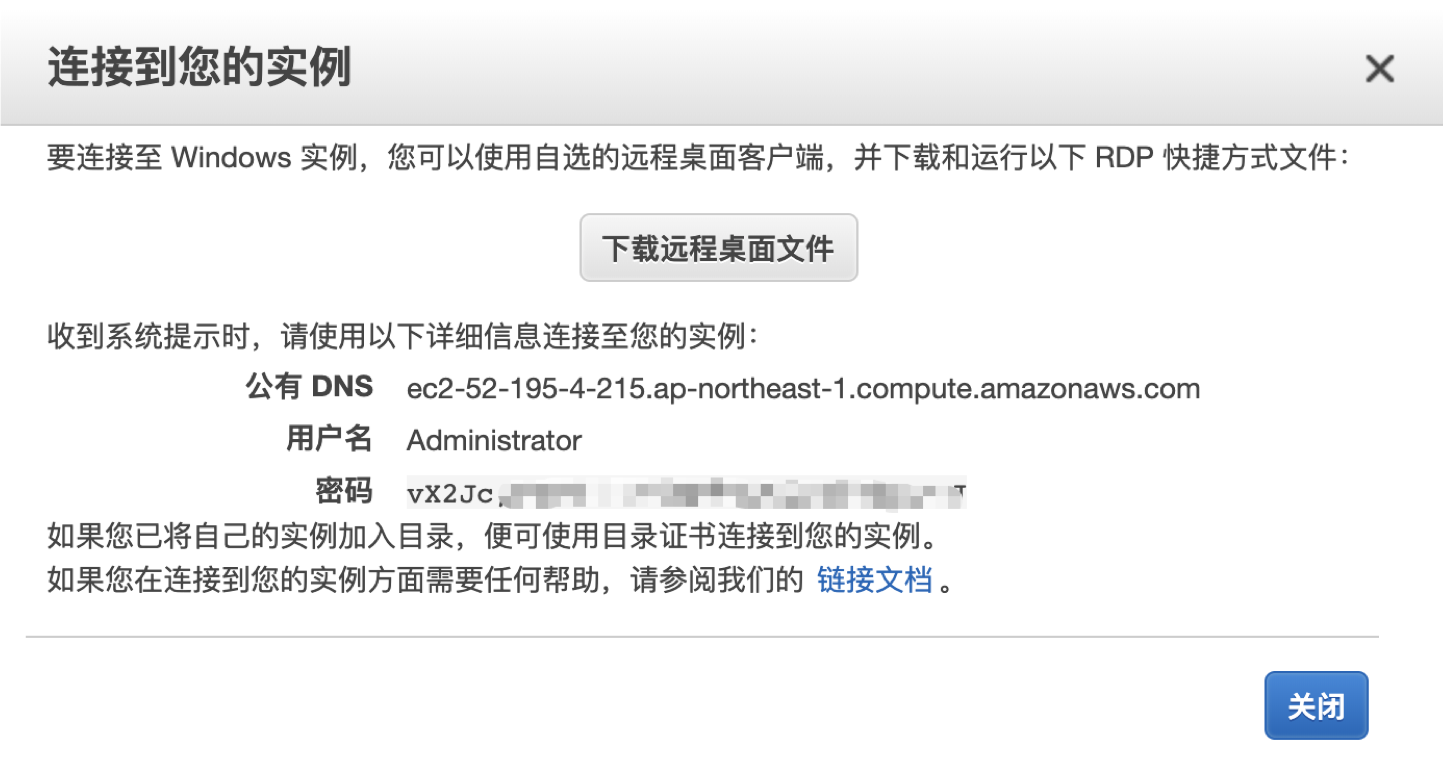 连接到您的实例
要连接至 Windows 实例，您可以使用自选的远程桌面客户端，并下载和运行以下 RDP 快捷方式文件：
下载远程桌面文件
收到系统提示时，请使用以下详细信息连接至您的实例：
公有 DNS ec2-52-195-4-215.ap-northeast-1.compute.amazonaws.com
用户名 Administrator
密码 vX2Jc
如果您已将自己的实例加入目录，便可使用目录证书连接到您的实例。
如果您在连接到您的实例方面需要任何帮助，请参阅我们的 链接文档 。
关闭